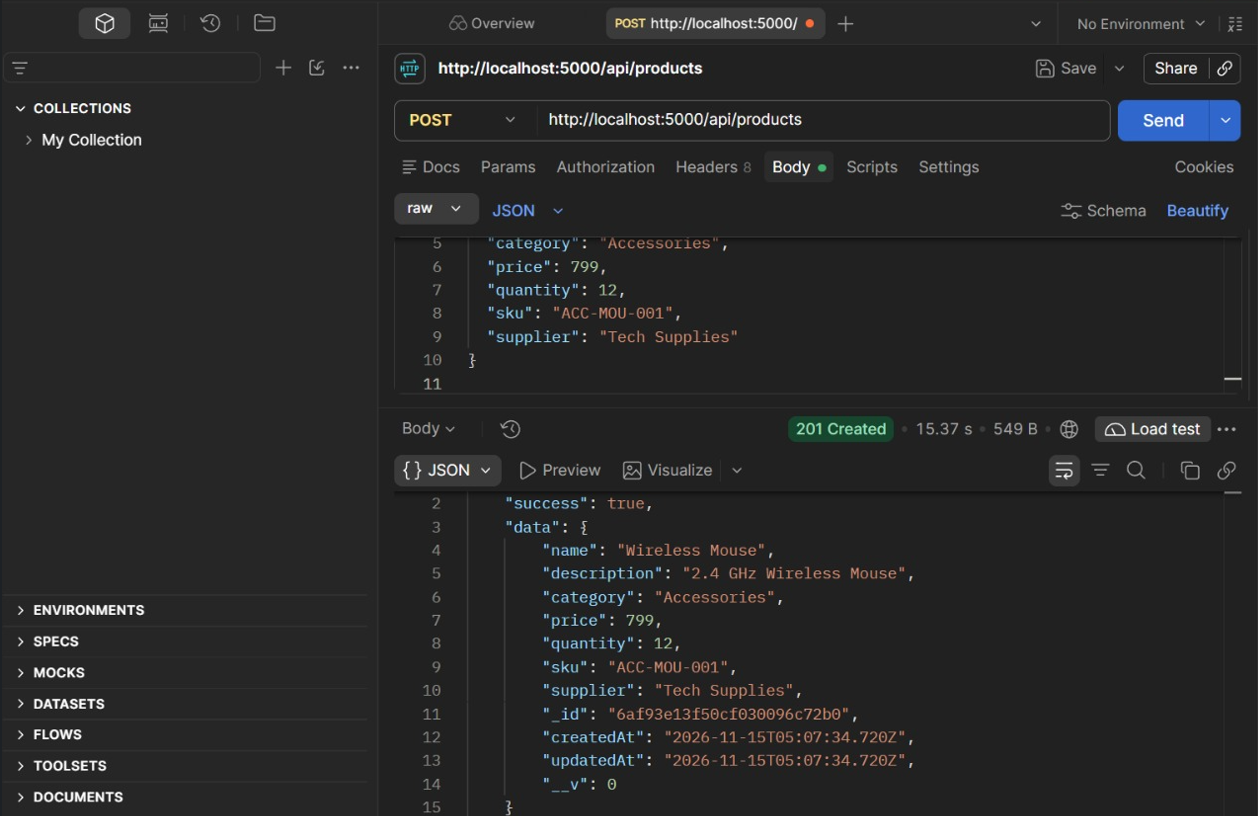 Overview
POST http://localhost:5000/
No Environment
HTTP
http://localhost:5000/api/products
Save
Share
COLLECTIONS
My Collection
POST
http://localhost:5000/api/products
Send
Docs Params Authorization Headers 8 Body Scripts Settings Cookies
raw JSON Schema Beautify
5 "category": "Accessories",
6 "price": 799,
7 "quantity": 12,
8 "sku": "ACC-MOU-001",
9 "supplier": "Tech Supplies"
10 }
11
Body 201 Created • 15.37 s • 549 B • Load test
{ } JSON Preview Visualize
2 "success": true,
3 "data": {
4 "name": "Wireless Mouse",
5 "description": "2.4 GHz Wireless Mouse",
6 "category": "Accessories",
7 "price": 799,
8 "quantity": 12,
9 "sku": "ACC-MOU-001",
10 "supplier": "Tech Supplies",
11 "_id": "6af93e13f50cf030096c72b0",
12 "createdAt": "2026-11-15T05:07:34.720Z",
13 "updatedAt": "2026-11-15T05:07:34.720Z",
14 "__v": 0
15 }
ENVIRONMENTS
SPECS
MOCKS
DATASETS
FLOWS
TOOLSETS
DOCUMENTS